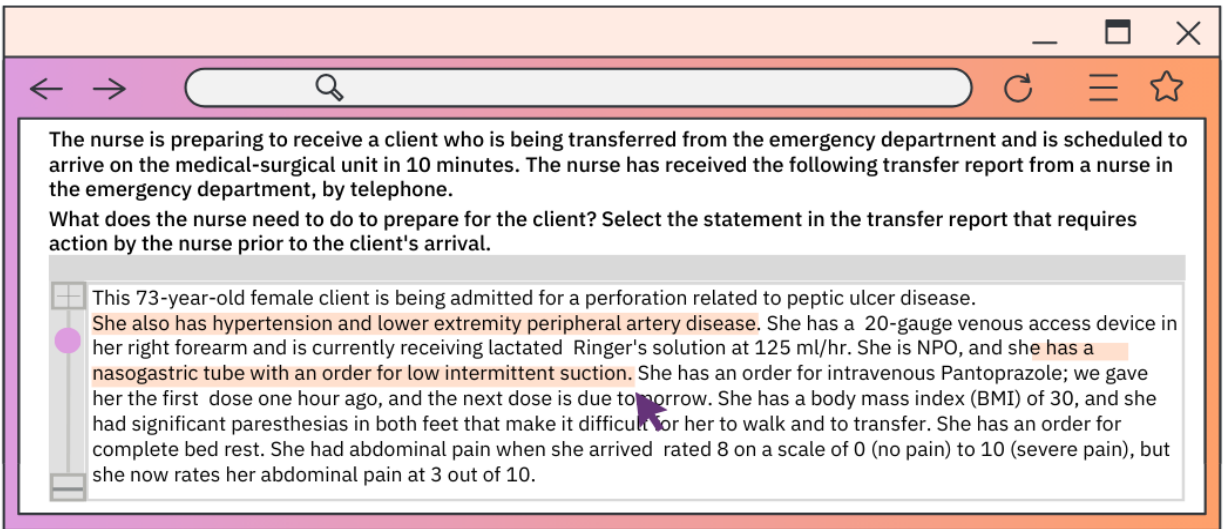 The nurse is preparing to receive a client who is being transferred from the emergency departrnent and is scheduled to
arrive on the medical-surgical unit in 10 minutes. The nurse has received the following transfer report from a nurse in
the emergency department, by telephone.
What does the nurse need to do to prepare for the client? Select the statement in the transfer report that requires
action by the nurse prior to the client's arrival.
This 73-year-old female client is being admitted for a perforation related to peptic ulcer disease.
She also has hypertension and lower extremity peripheral artery disease. She has a 20-gauge venous access device in
her right forearm and is currently receiving lactated Ringer's solution at 125 ml/hr. She is NPO, and she has a
nasogastric tube with an order for low intermittent suction. She has an order for intravenous Pantoprazole; we gave
her the first dose one hour ago, and the next dose is due tomorrow. She has a body mass index (BMI) of 30, and she
had significant paresthesias in both feet that make it difficult for her to walk and to transfer. She has an order for
complete bed rest. She had abdominal pain when she arrived rated 8 on a scale of 0 (no pain) to 10 (severe pain), but
she now rates her abdominal pain at 3 out of 10.